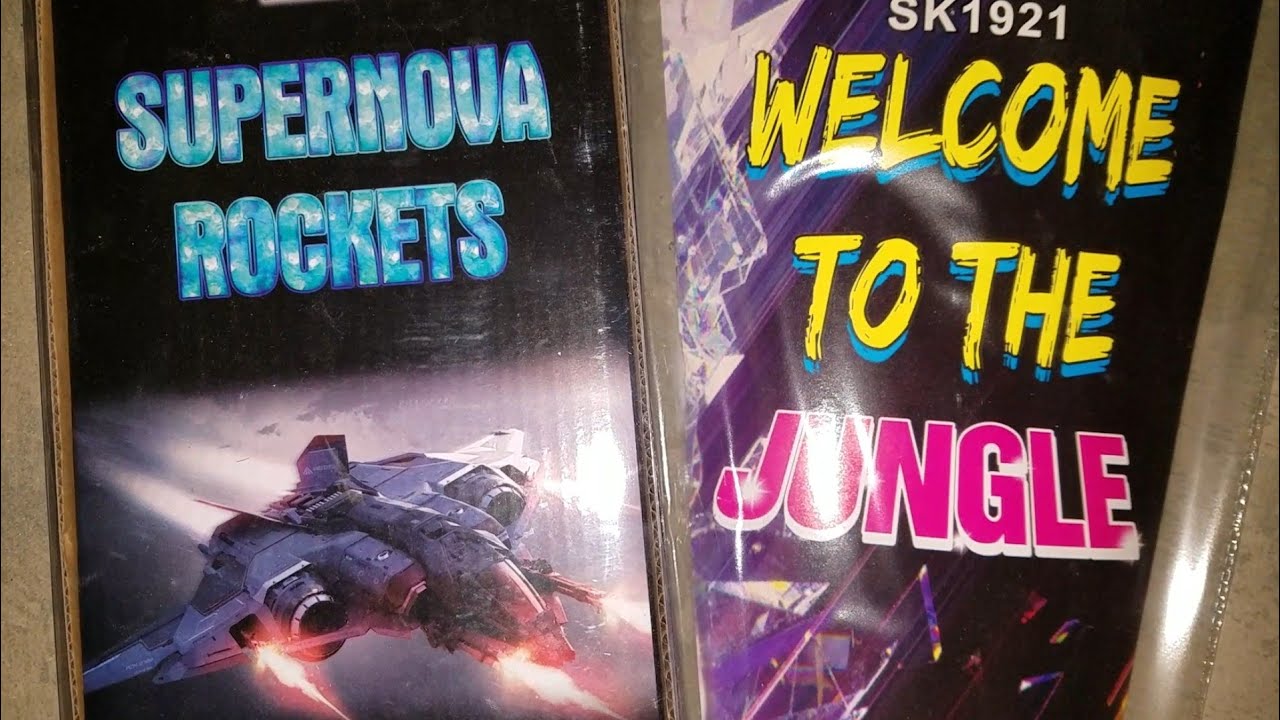 SUPERNOVA
ROCKETS
SK1921
WELCOME
TO THE
JUNGLE